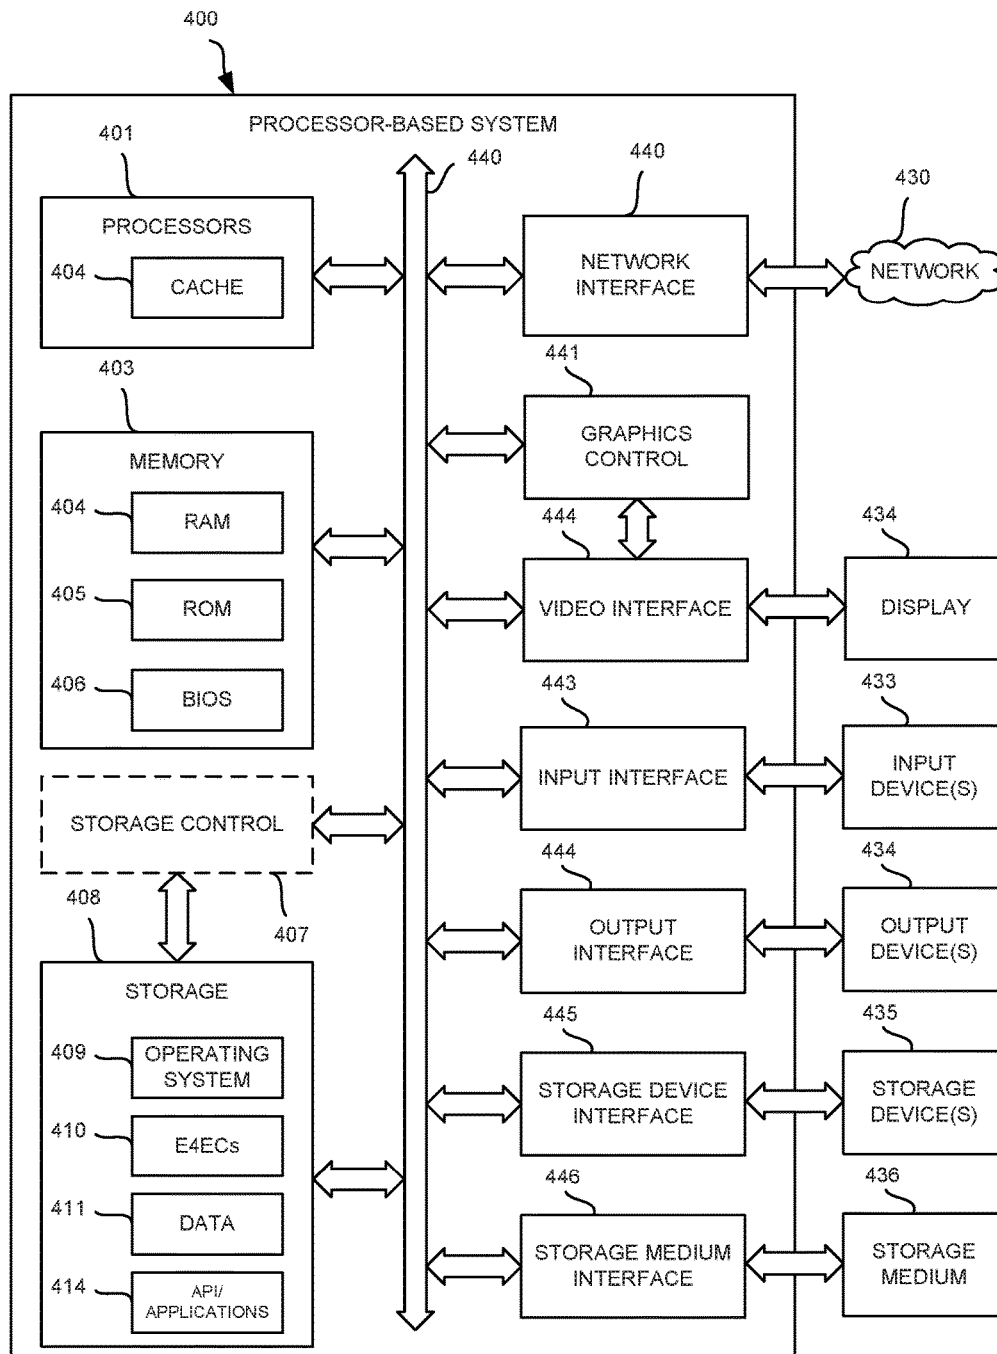 400
PROCESSOR-BASED SYSTEM
401
PROCESSORS
404
CACHE
403
MEMORY
404
RAM
405
ROM
406
BIOS
STORAGE CONTROL
407
408
STORAGE
409
OPERATING
SYSTEM
410
E4ECs
411
DATA
414
API/
APPLICATIONS
440
440
NETWORK
INTERFACE
430
NETWORK
441
GRAPHICS
CONTROL
444
VIDEO INTERFACE
434
DISPLAY
443
INPUT INTERFACE
433
INPUT
DEVICE(S)
444
OUTPUT
INTERFACE
434
OUTPUT
DEVICE(S)
445
STORAGE DEVICE
INTERFACE
435
STORAGE
DEVICE(S)
446
STORAGE MEDIUM
INTERFACE
436
STORAGE
MEDIUM